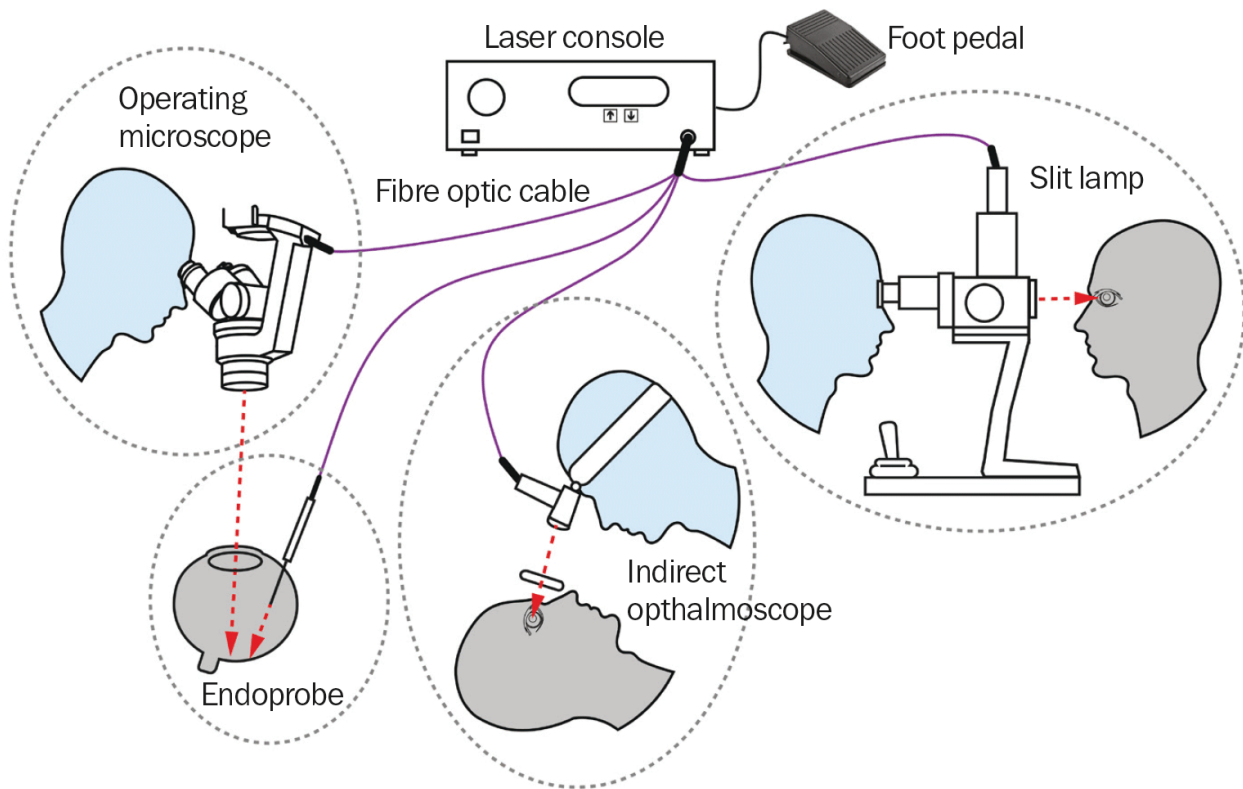 Laser console
Foot pedal
Operating
microscope
Fibre optic cable
Slit lamp
Indirect
opthalmoscope
Endoprobe